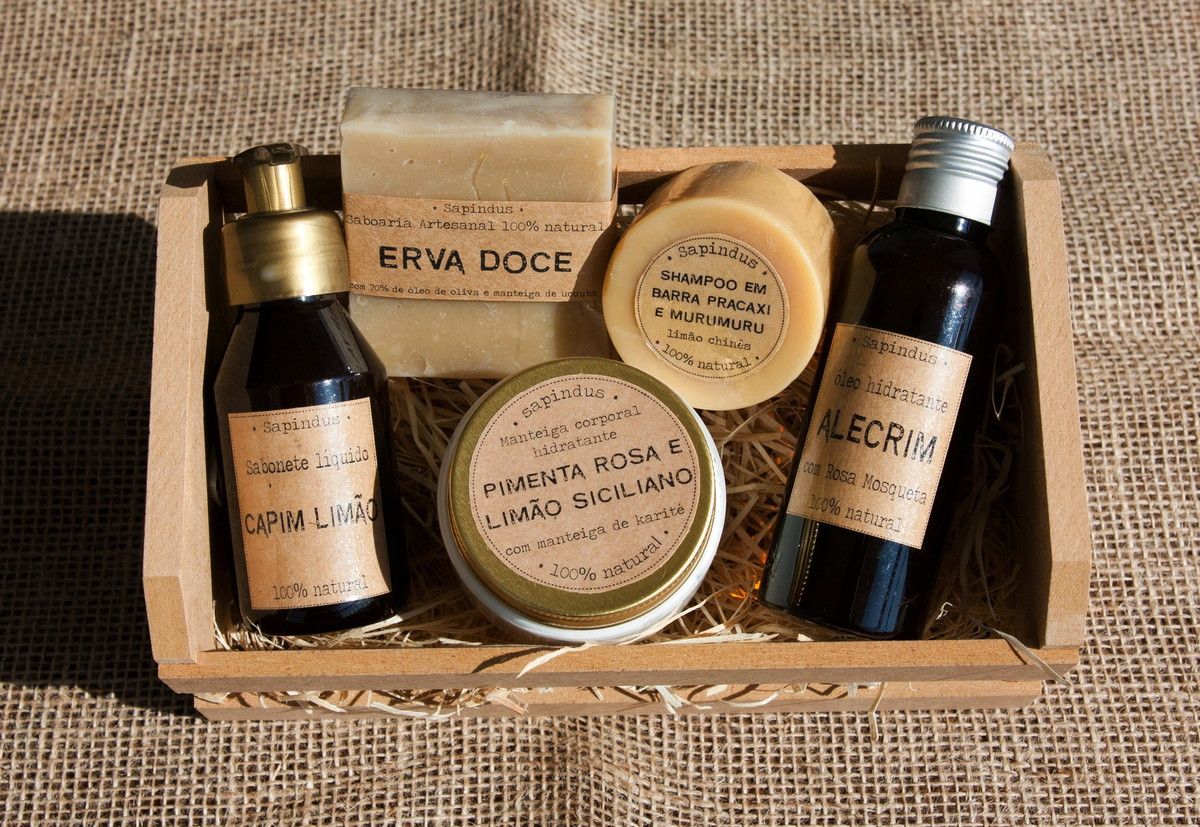 · Sapindus ·
Saboaria Artesanal 100% natural
ERVA DOCE
com 70% de óleo de oliva e manteiga de ucuuba
· Sapindus ·
SHAMPOO EM
BARRA PRACAXI
E MURUMURU
limão chinês
· 100% natural ·
· Sapindus ·
Sabonete líquido
CAPIM LIMÃO
100% natural
· sapindus ·
Manteiga corporal
hidratante
PIMENTA ROSA E
LIMÃO SICILIANO
com manteiga de karité
· 100% natural ·
· Sapindus ·
óleo hidratante
ALECRIM
com Rosa Mosqueta
100% natural